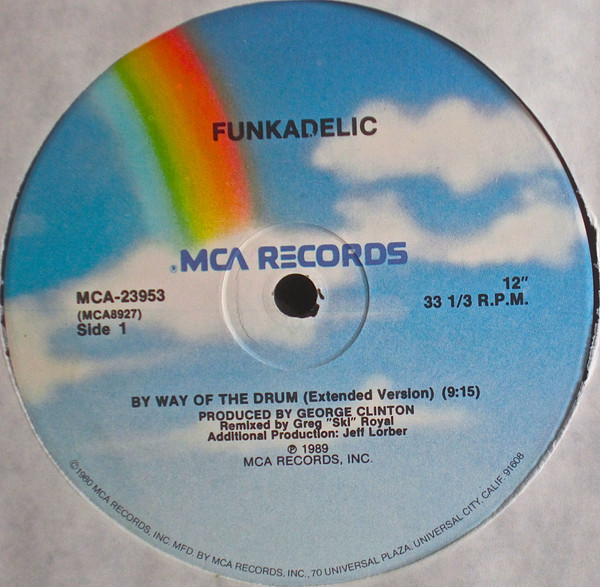 FUNKADELIC
MCA RECORDS
MCA-23953
(MCA8927)
Side 1
12"
33 1/3 R.P.M.
BY WAY OF THE DRUM (Extended Version) (9:15)
PRODUCED BY GEORGE CLINTON
Remixed by Greg "Ski" Royal
Additional Production: Jeff Lorber
℗ 1989
MCA RECORDS, INC.
©1980 MCA RECORDS, INC. MFD. BY MCA RECORDS, INC., 70 UNIVERSAL PLAZA, UNIVERSAL CITY, CALIF. 91608